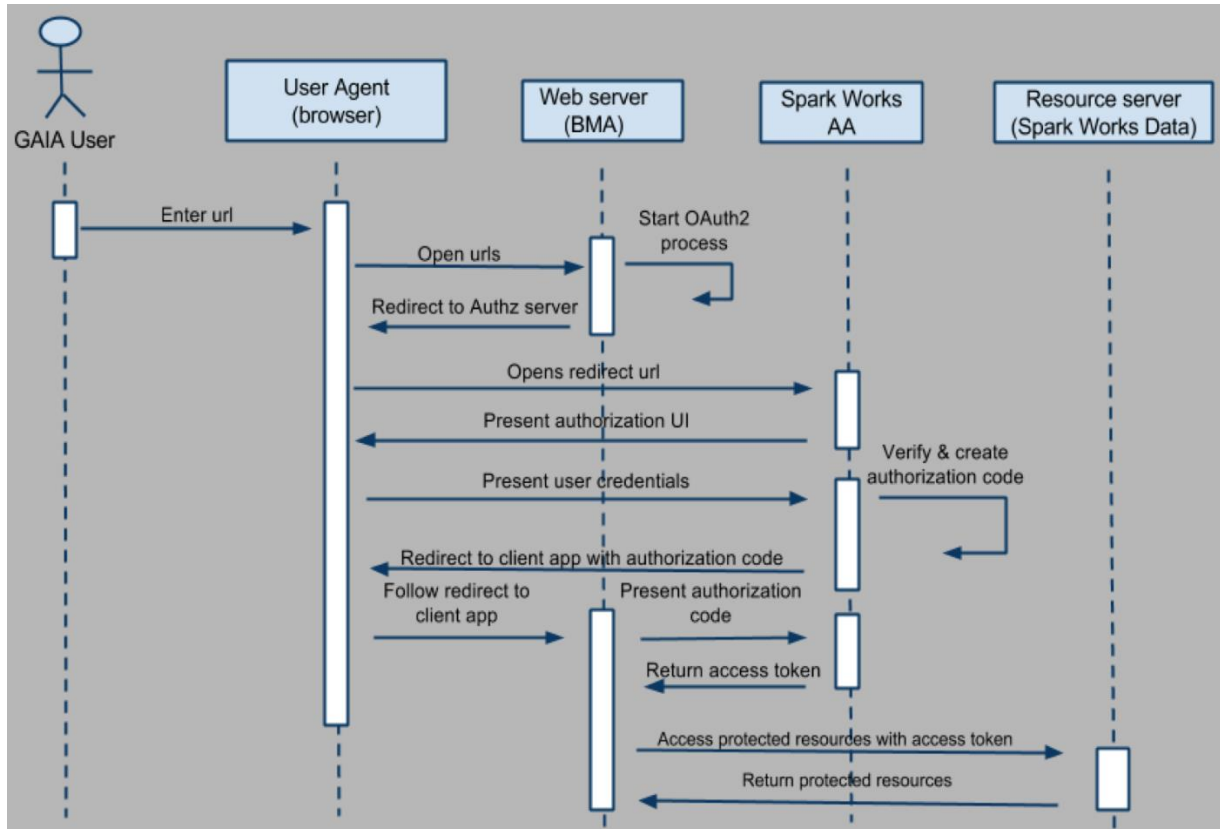 GAIA User
User Agent
(browser)
Web server
(BMA)
Spark Works
AA
Resource server
(Spark Works Data)
Enter url
Start OAuth2
process
Open urls
Redirect to Authz server
Opens redirect url
Present authorization UI
Verify & create
authorization code
Present user credentials
Redirect to client app with authorization code
Follow redirect to
client app
Present authorization
code
Return access token
Access protected resources with access token
Return protected resources